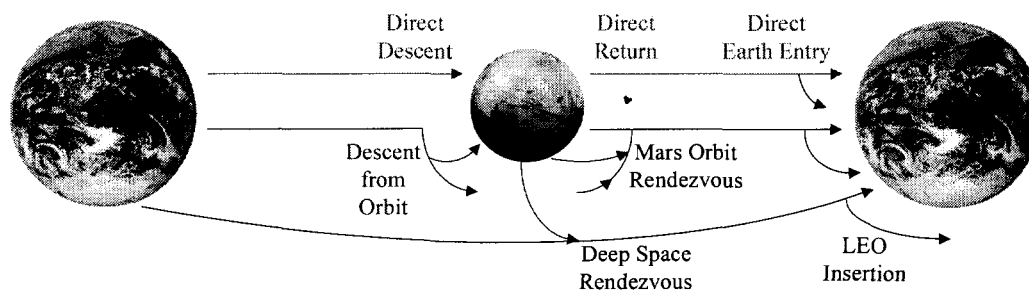 Direct
Descent
Direct
Return
Direct
Earth Entry
Descent
from
Orbit
Mars Orbit
Rendezvous
Deep Space
Rendezvous
LEO
Insertion